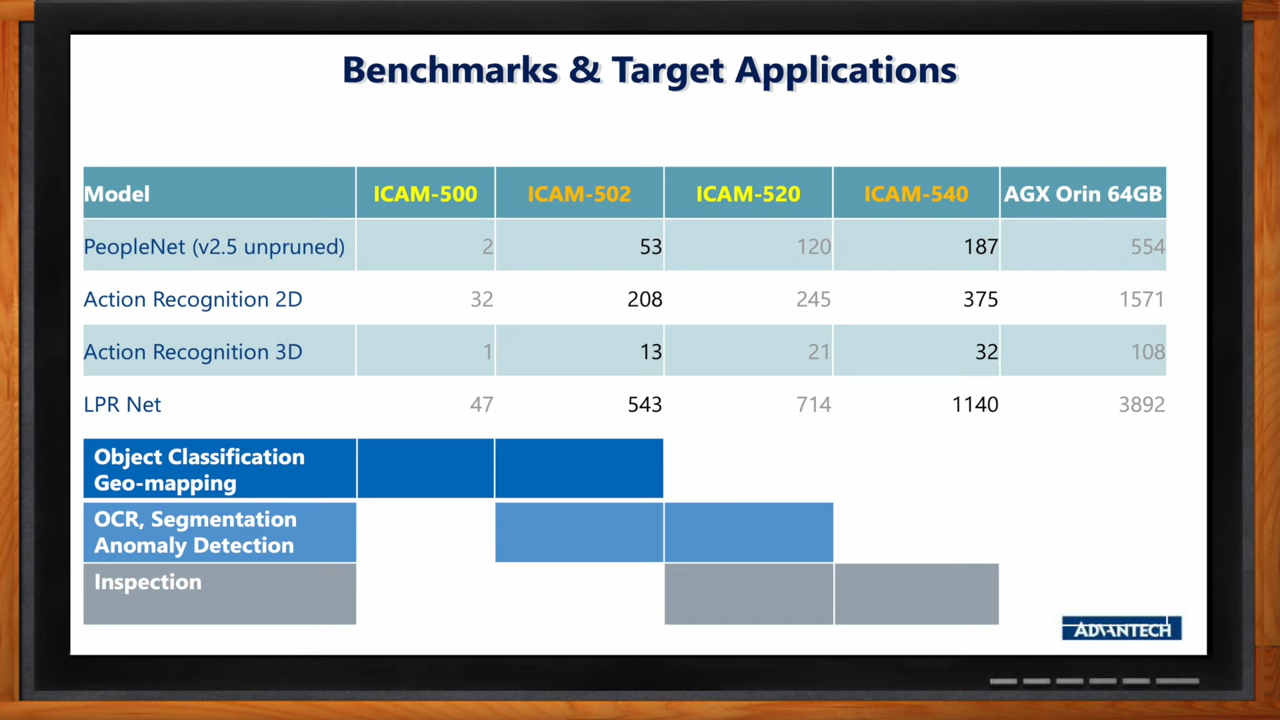 Benchmarks & Target Applications
Model ICAM-500 ICAM-502 ICAM-520 ICAM-540 AGX Orin 64GB
PeopleNet (v2.5 unpruned) 2 53 120 187 554
Action Recognition 2D 32 208 245 375 1571
Action Recognition 3D 1 13 21 32 108
LPR Net 47 543 714 1140 3892
Object Classification
Geo-mapping
OCR, Segmentation
Anomaly Detection
Inspection
ADVANTECH